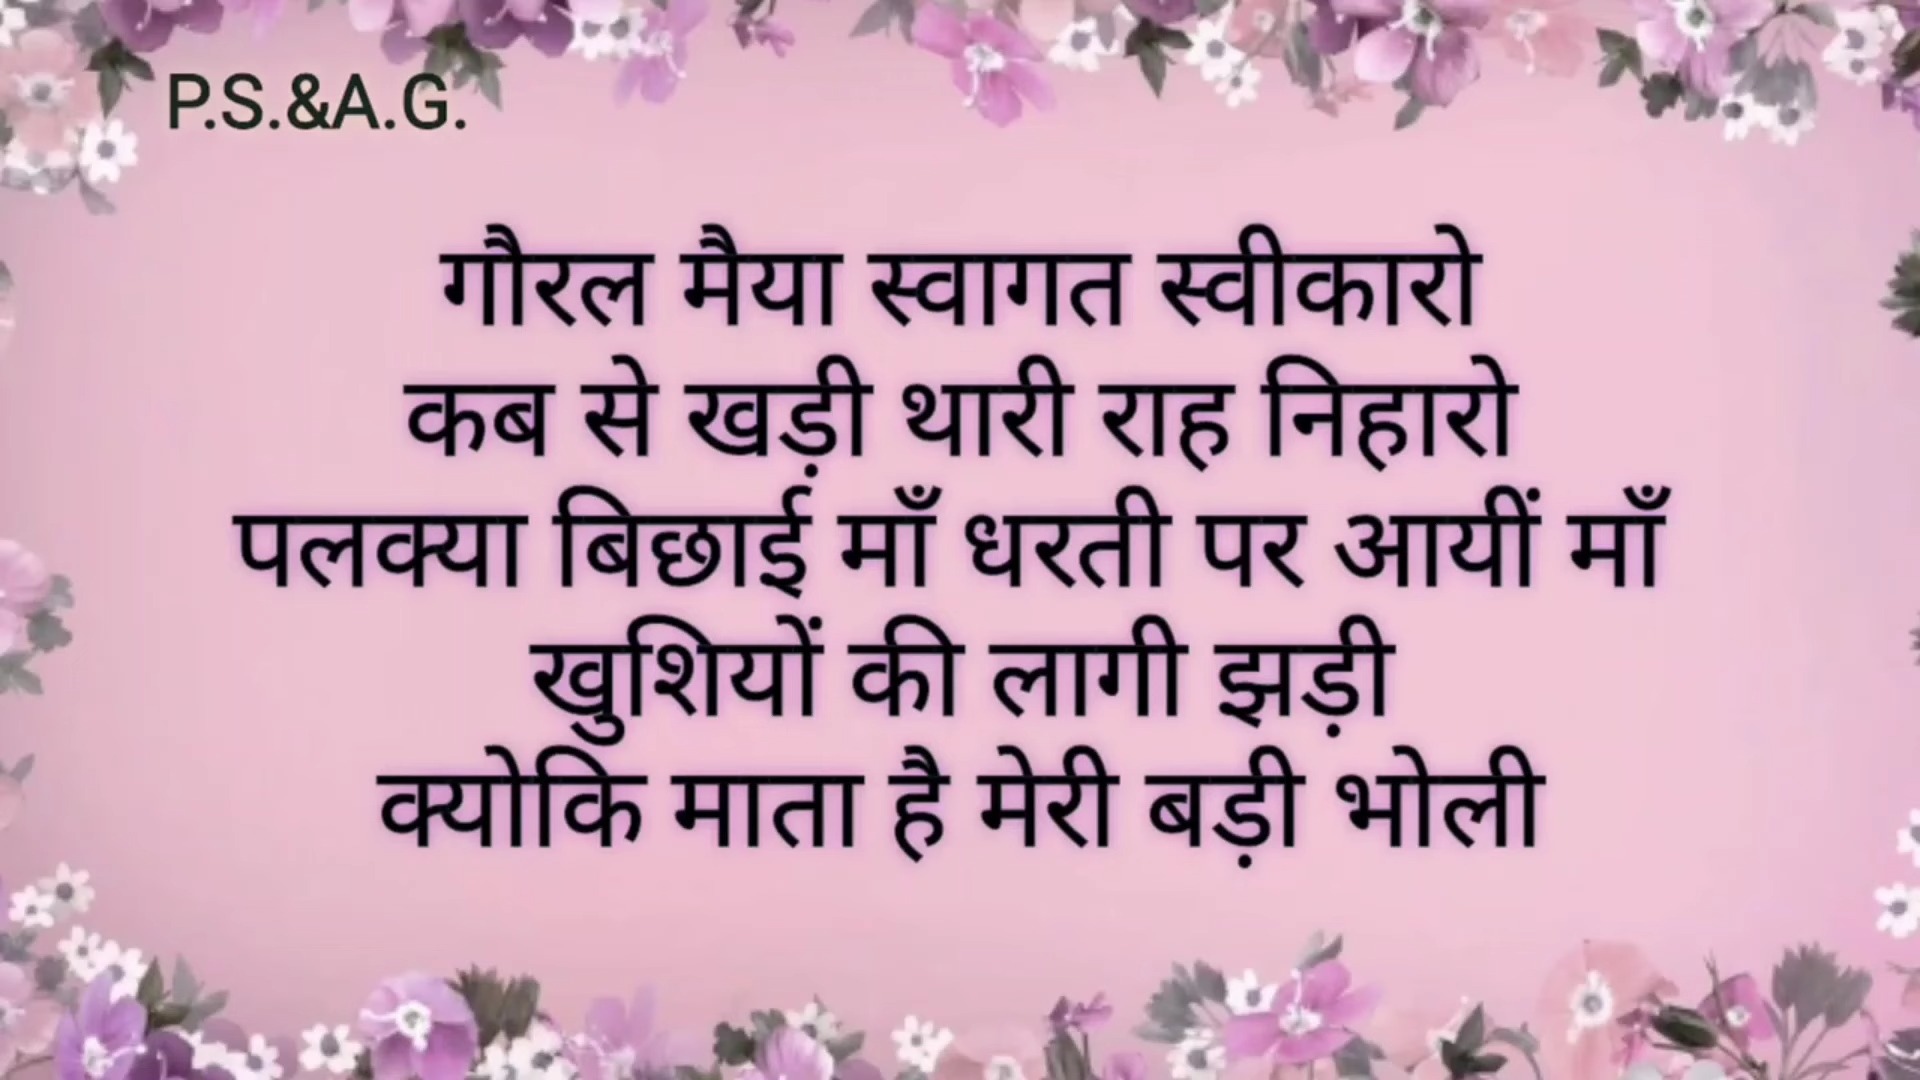 P.S.&A.G.
गौरल मैया स्वागत स्वीकारो
कब से खड़ी थारी राह निहारो
पलक्या बिछाई माँ धरती पर आयीं माँ
खुशियों की लागी झड़ी
क्योकि माता है मेरी बड़ी भोली